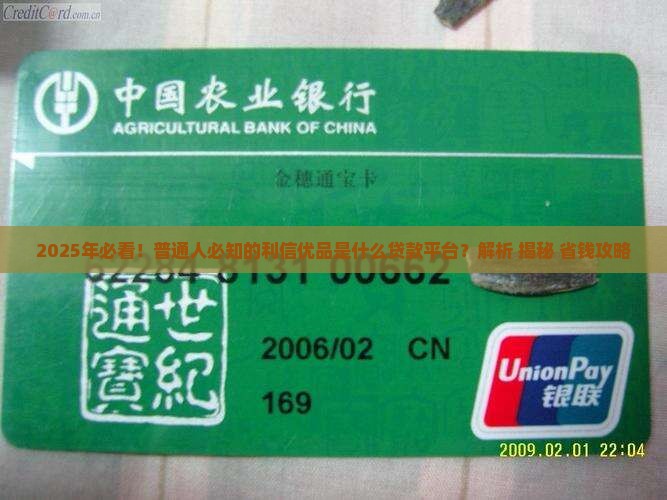 CreditCard.com.cn
中国农业银行
AGRICULTURAL BANK OF CHINA
金穗通宝卡
2025年必看！普通人必知的利信优品是什么贷款平台？解析 揭秘 省钱攻略
世紀通寶
2006/02 CN
169
UnionPay
银联
2009.02.01 22:04